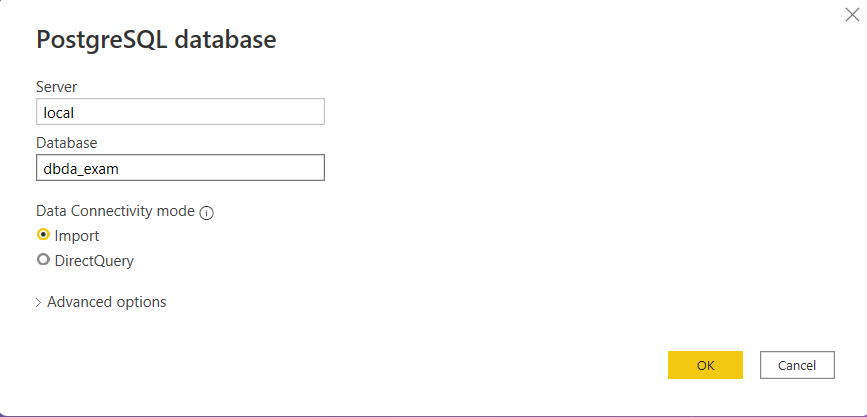 PostgreSQL database
Server
local
Database
dbda_exam
Data Connectivity mode
Import
DirectQuery
Advanced options
OK Cancel